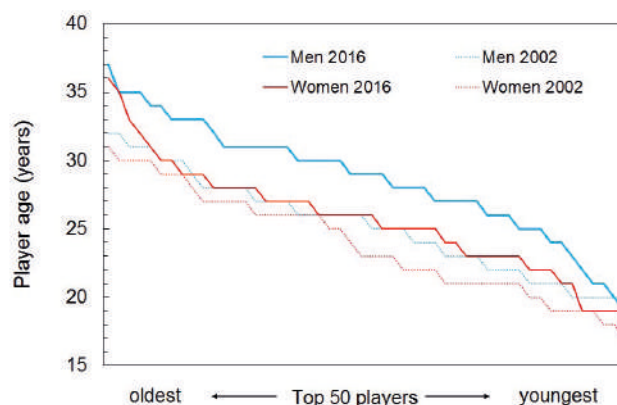 40
35
30
25
20
15
Player age (years)
Men 2016
Men 2002
Women 2016
Women 2002
oldest
Top 50 players
youngest